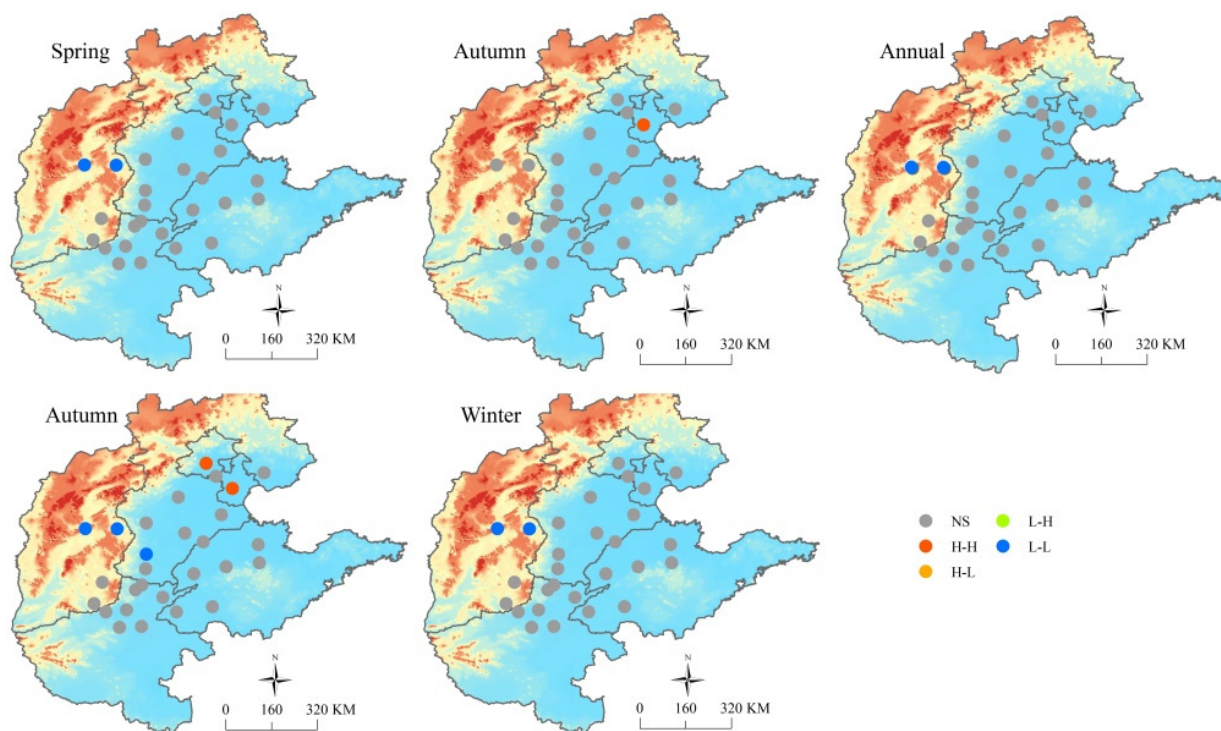 Spring
N
0 160 320 KM
Autumn
N
0 160 320 KM
Annual
N
0 160 320 KM
Autumn
N
0 160 320 KM
Winter
N
0 160 320 KM
NS
L-H
H-H
L-L
H-L